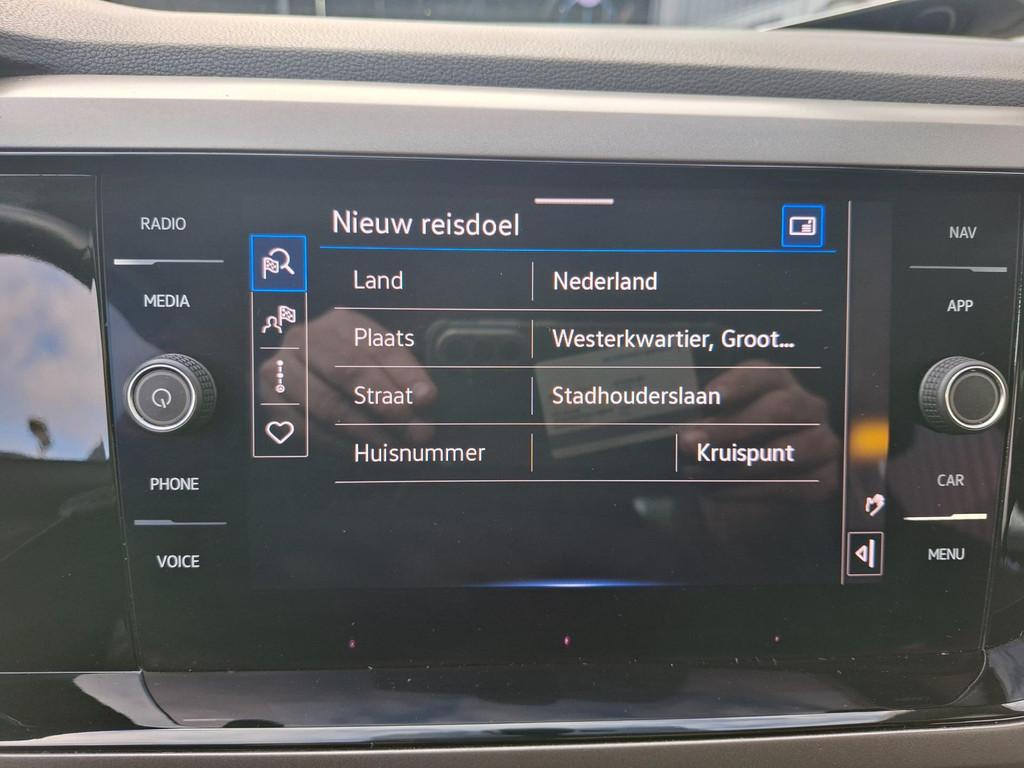 RADIO
MEDIA
PHONE
VOICE
Nieuw reisdoel
Land Nederland
Plaats Westerkwartier, Groot...
Straat Stadhouderslaan
Huisnummer Kruispunt
NAV
APP
CAR
MENU